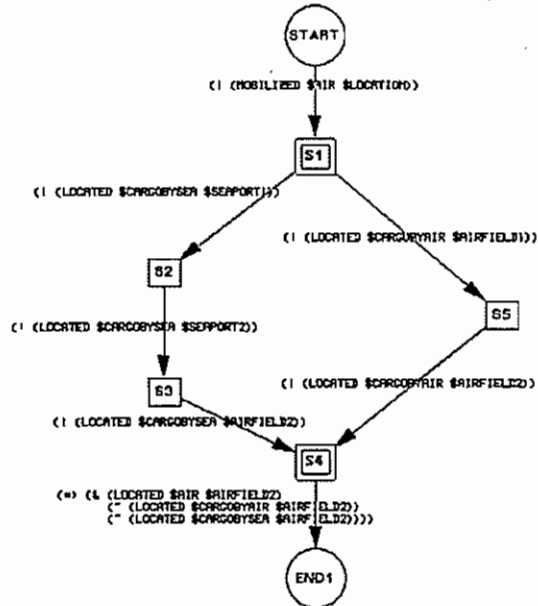 START
(! (MOBILIZED $AIR $LOCATION))
S1
(! (LOCATED $CARGOBYSEA $SEAPORT1))
(! (LOCATED $CARGOBYAIR $AIRFIELD1))
S2
S5
(! (LOCATED $CARGOBYSEA $SEAPORT2))
(! (LOCATED $CARGOBYAIR $AIRFIELD2))
S3
(! (LOCATED $CARGOBYSEA $AIRFIELD2))
S4
(=> (& (LOCATED $AIR $AIRFIELD2)
(~ (LOCATED $CARGOBYAIR $AIRFIELD2))
(~ (LOCATED $CARGOBYSEA $AIRFIELD2))))
END1